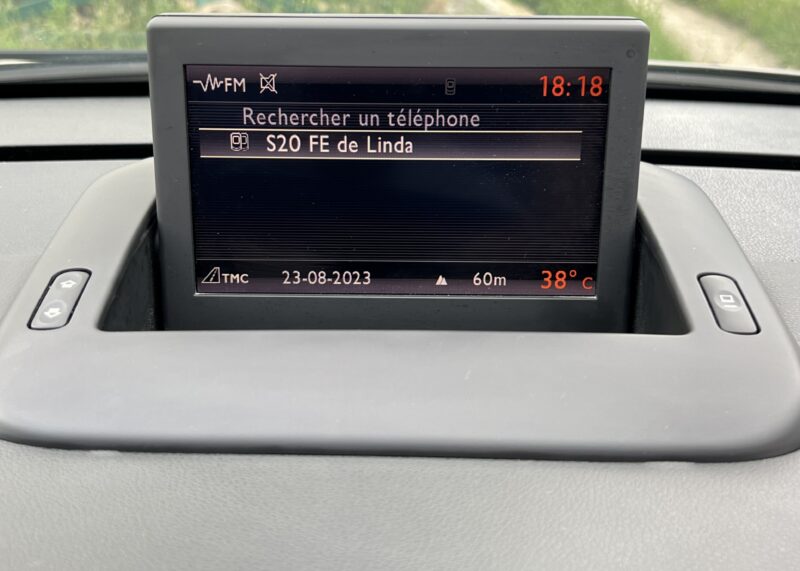 FM 18:18
Rechercher un téléphone
S20 FE de Linda
TMC 23-08-2023 60m 38° C